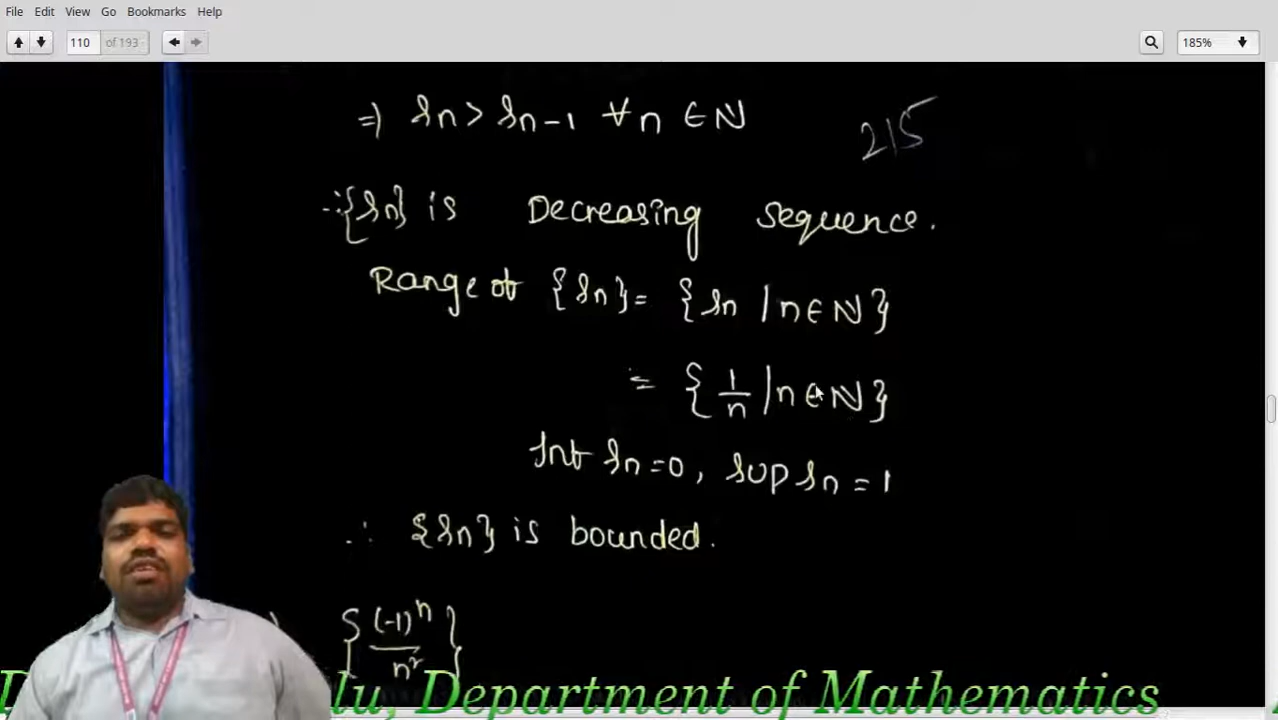 File Edit View Go Bookmarks Help
110 of 193 185%
⇒ Sn > Sn-1 ∀n ∈ N
215
∴ {Sn} is Decreasing sequence.
Range of {Sn} = {Sn | n ∈ N}
= {1/n | n ∈ N}
Inf Sn = 0, Sup Sn = 1
∴ {Sn} is bounded.
{(-1)^n / n²}
lu, Department of Mathematics